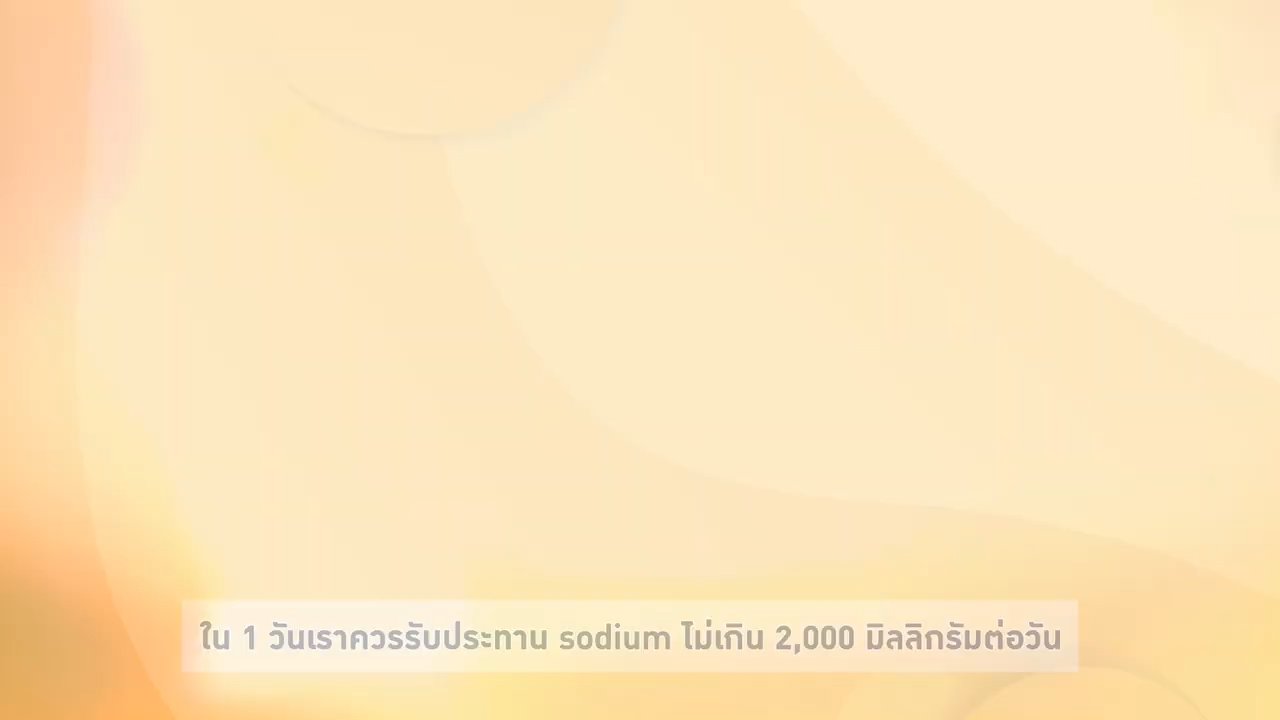 ใน 1 วันเราควรรับประทาน sodium ไม่เกิน 2,000 มิลลิกรัมต่อวัน